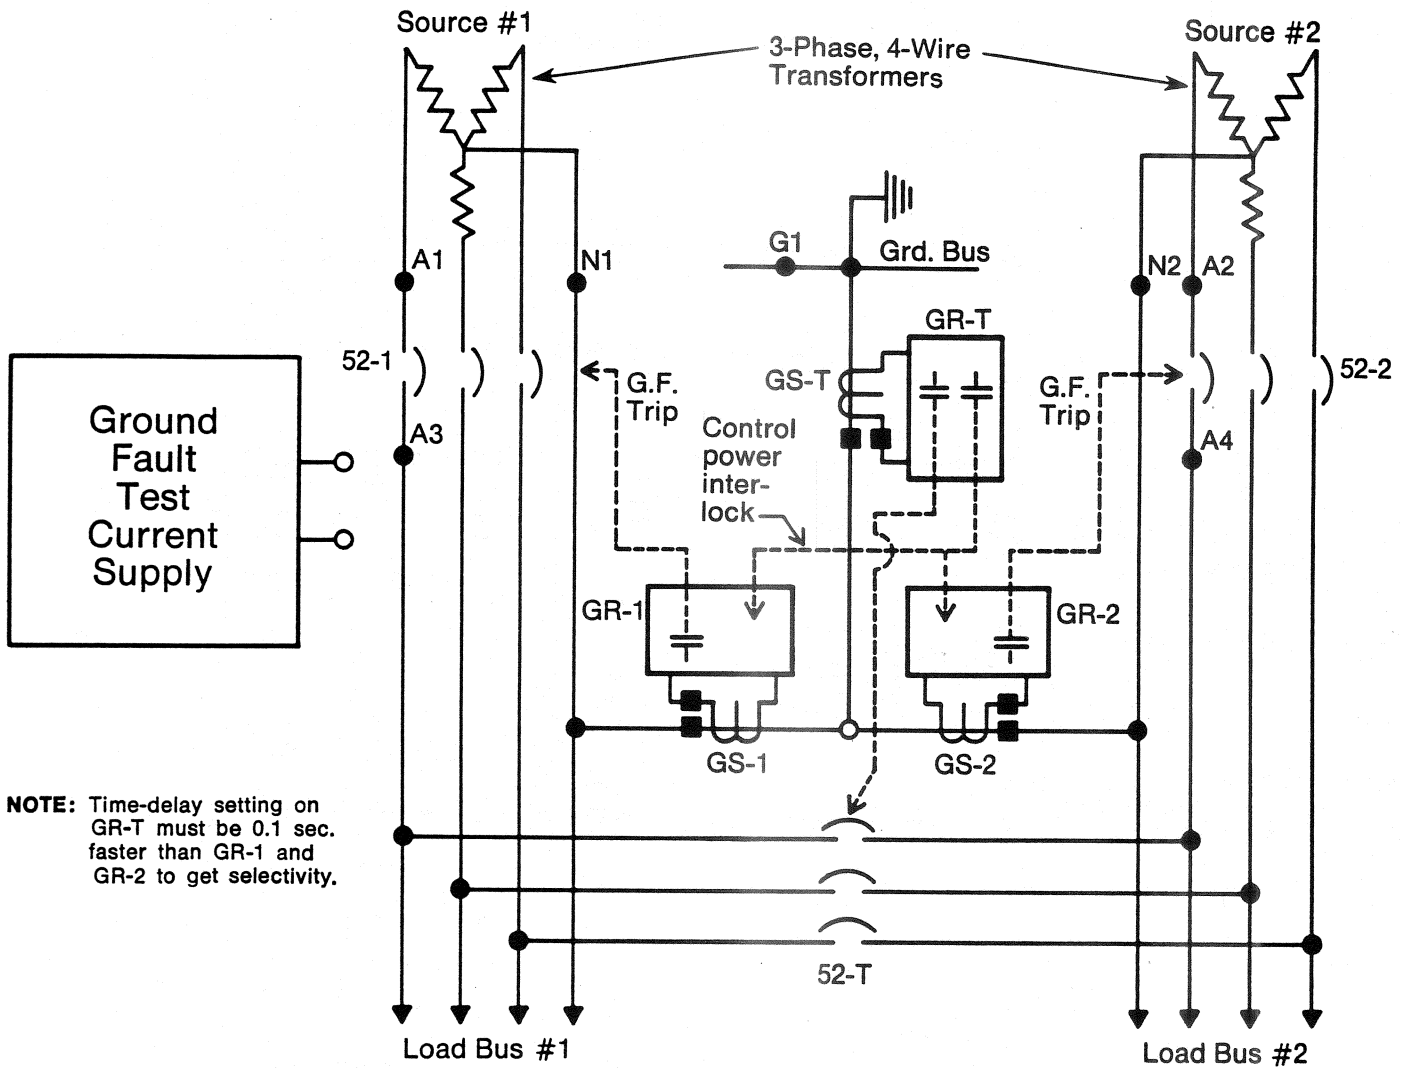 Source #1
3-Phase, 4-Wire
Transformers
Source #2
G1
Grd. Bus
A1
N1
N2
A2
GR-T
52-1
GS-T
G.F.
Trip
G.F.
Trip
52-2
Ground
Fault
Test
Current
Supply
A3
Control
power
inter-
lock
A4
GR-1
GR-2
GS-1
GS-2
NOTE: Time-delay setting on
GR-T must be 0.1 sec.
faster than GR-1 and
GR-2 to get selectivity.
52-T
Load Bus #1
Load Bus #2